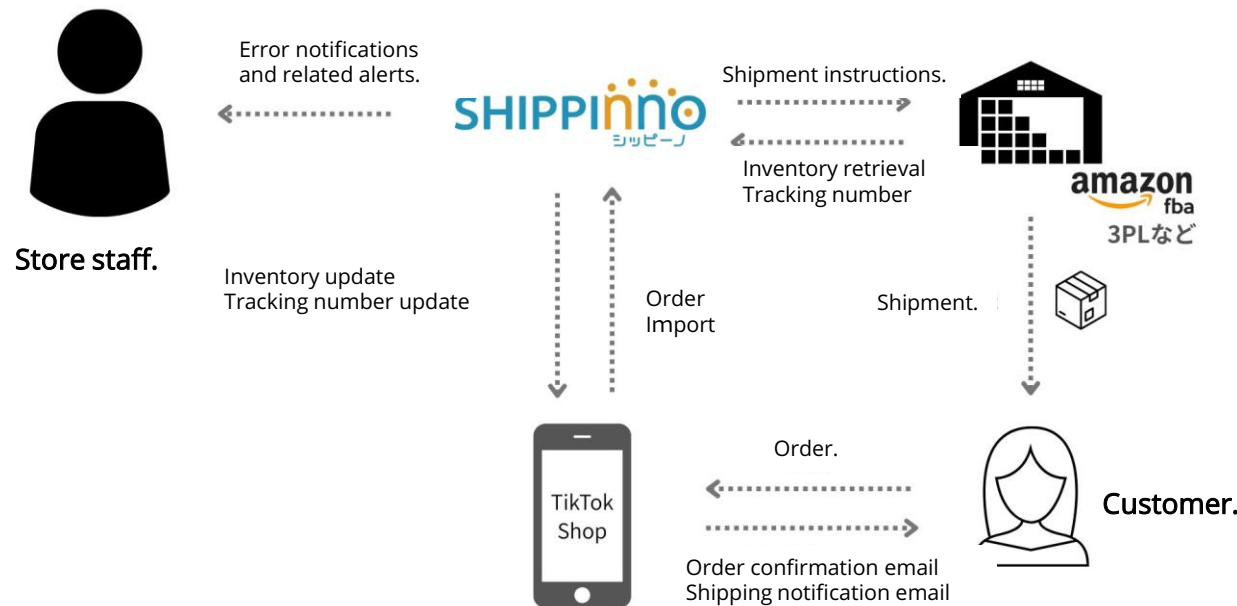 Error notifications
and related alerts.
SHIPPINNO
シッピーノ
Shipment instructions.
Inventory retrieval
Tracking number
amazon
fba
3PLなど
Store staff.
Inventory update
Tracking number update
Order
Import
Shipment.
TikTok
Shop
Order.
Customer.
Order confirmation email
Shipping notification email